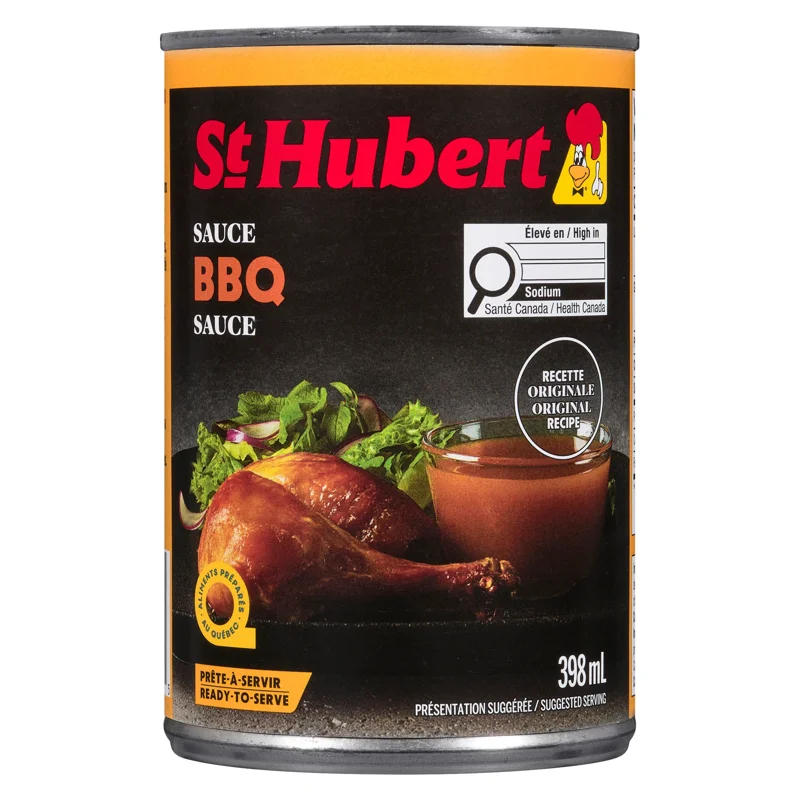 St Hubert
SAUCE
BBQ
SAUCE
Élevé en / High in
Sodium
Santé Canada / Health Canada
RECETTE
ORIGINALE
ORIGINAL
RECIPE
ALIMENTS PRÉPARÉS
AU QUÉBEC
PRÊTE-À-SERVIR
READY-TO-SERVE
398 mL
PRÉSENTATION SUGGÉRÉE / SUGGESTED SERVING